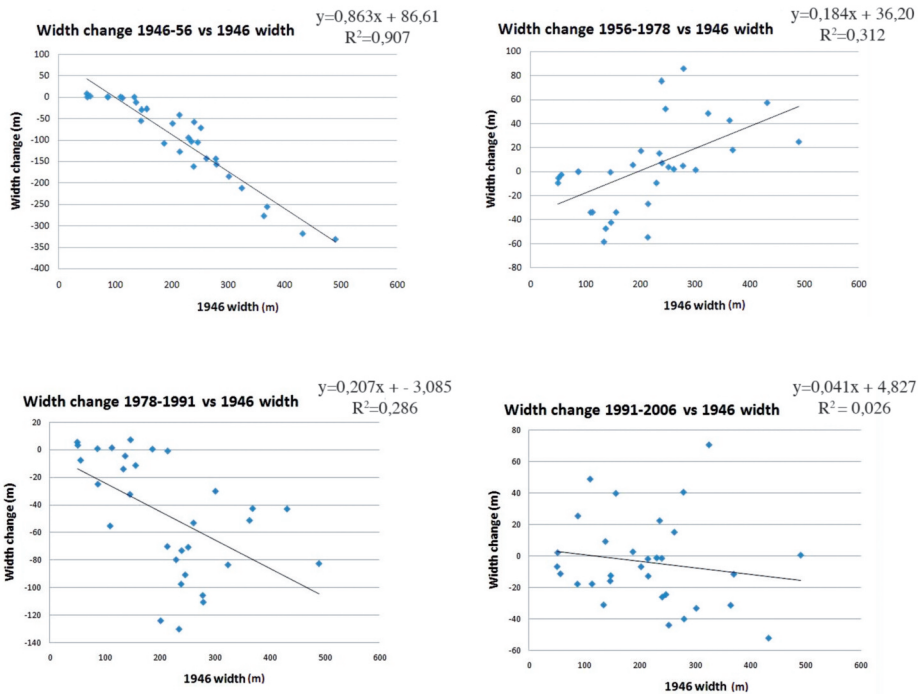 Width change 1946-56 vs 1946 width
y=0,863x + 86,61
R²=0,907
Width change (m)
100
50
0
-50
-100
-150
-200
-250
-300
-350
-400
0 100 200 300 400 500 600
1946 width (m)
Width change 1956-1978 vs 1946 width
y=0,184x + 36,20
R²=0,312
Width change (m)
100
80
60
40
20
0
-20
-40
-60
-80
0 100 200 300 400 500 600
1946 width (m)
Width change 1978-1991 vs 1946 width
y=0,207x + - 3,085
R²=0,286
Width change (m)
20
0
-20
-40
-60
-80
-100
-120
-140
0 100 200 300 400 500 600
1946 width (m)
Width change 1991-2006 vs 1946 width
y=0,041x + 4,827
R² = 0,026
Width change (m)
80
60
40
20
0
-20
-40
-60
0 100 200 300 400 500 600
1946 width (m)